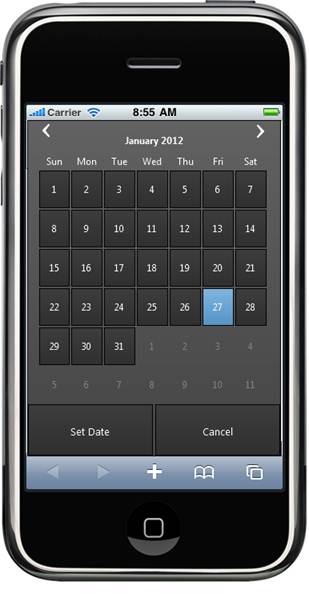 Carrier 8:55 AM
January 2012
Sun Mon Tue Wed Thu Fri Sat
1 2 3 4 5 6 7
8 9 10 11 12 13 14
15 16 17 18 19 20 21
22 23 24 25 26 27 28
29 30 31 1 2 3 4
5 6 7 8 9 10 11
Set Date Cancel